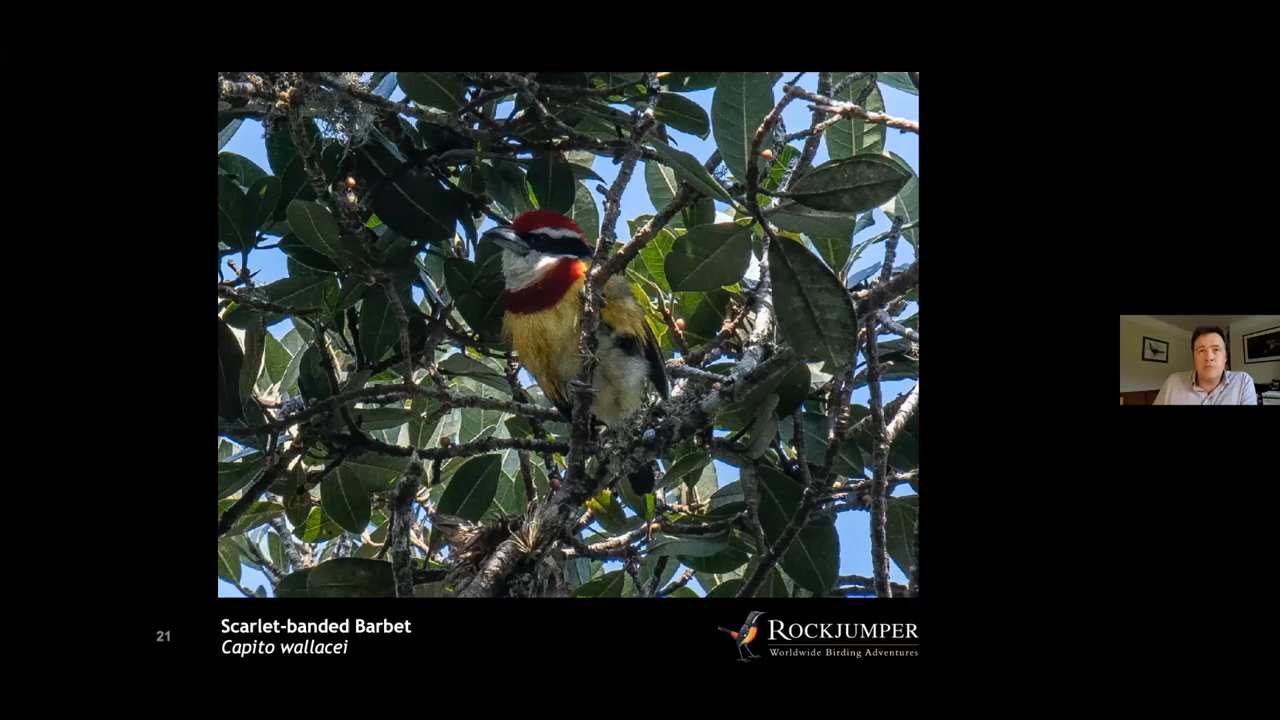 21
Scarlet-banded Barbet
Capito wallacei
ROCKJUMPER
Worldwide Birding Adventures